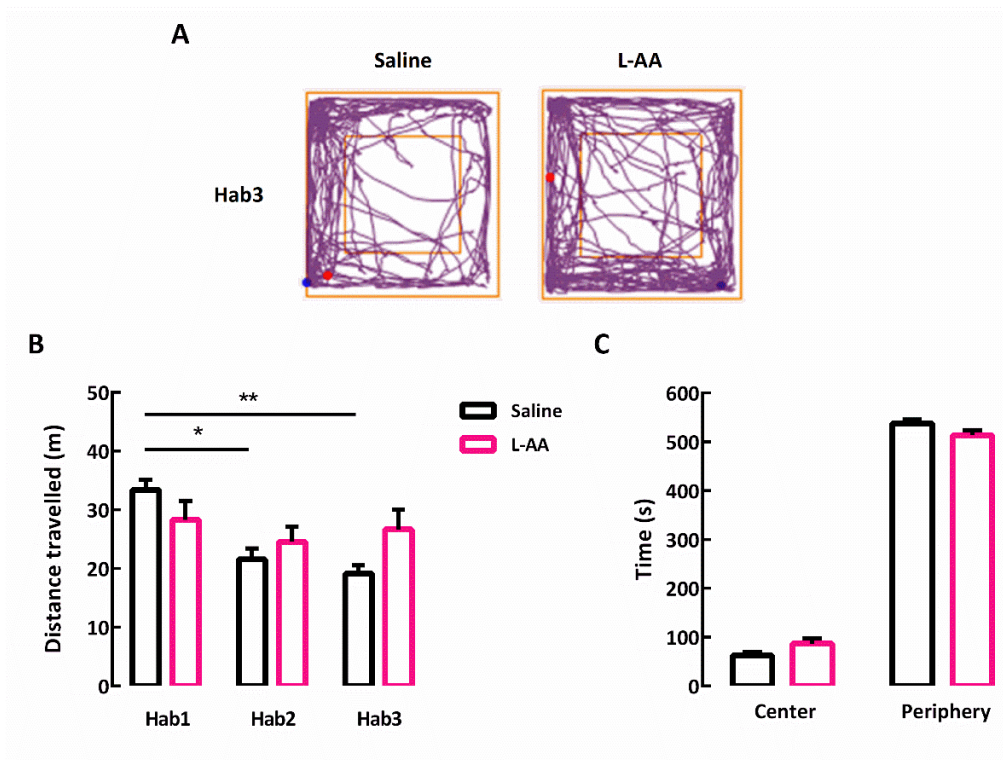 A
Saline L-AA
Hab3
B
Distance travelled (m)
50
40
30
20
10
0
**
*
Hab1 Hab2 Hab3
Saline
L-AA
C
Time (s)
600
500
400
300
200
100
0
Center Periphery